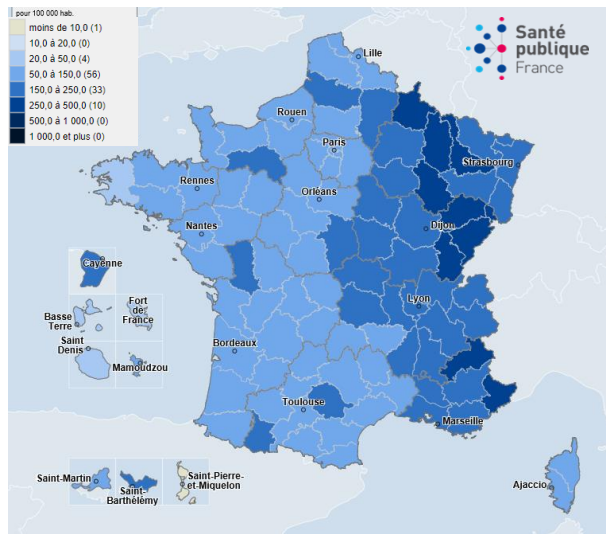 pour 100 000 hab.
moins de 10,0 (1)
10,0 à 20,0 (0)
20,0 à 50,0 (4)
50,0 à 150,0 (56)
150,0 à 250,0 (33)
250,0 à 500,0 (10)
500,0 à 1 000,0 (0)
1 000,0 et plus (0)
Santé
publique
France
Lille
Rouen
Paris
Strasbourg
Rennes
Orléans
Nantes
Dijon
Cayenne
Lyon
Basse
Terre
Fort
de
France
Saint
Denis
Mamoudzou
Bordeaux
Toulouse
Marseille
Saint-Martin
Saint-
Barthélémy
Saint-Pierre-
et-Miquelon
Ajaccio